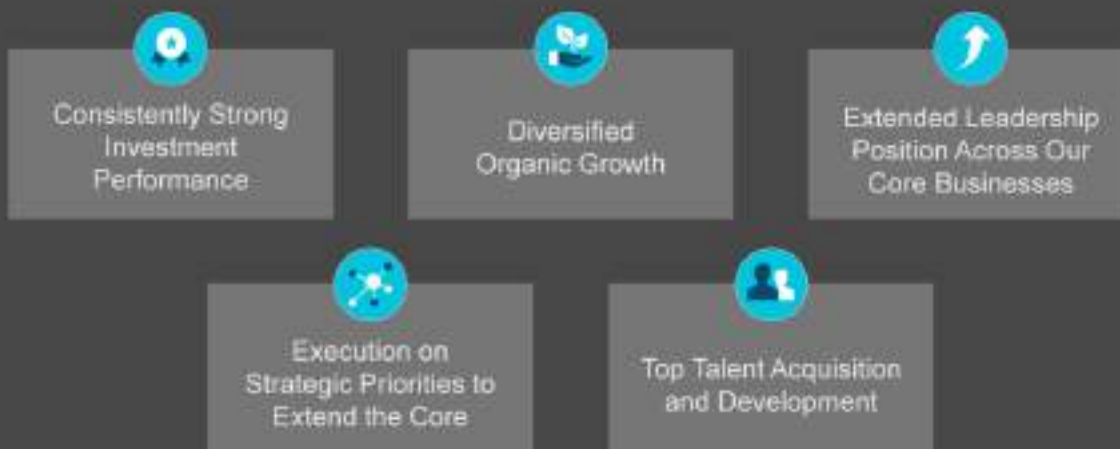 Consistently Strong
Investment
Performance
Diversified
Organic Growth
Extended Leadership
Position Across Our
Core Businesses
Execution on
Strategic Priorities to
Extend the Core
Top Talent Acquisition
and Development